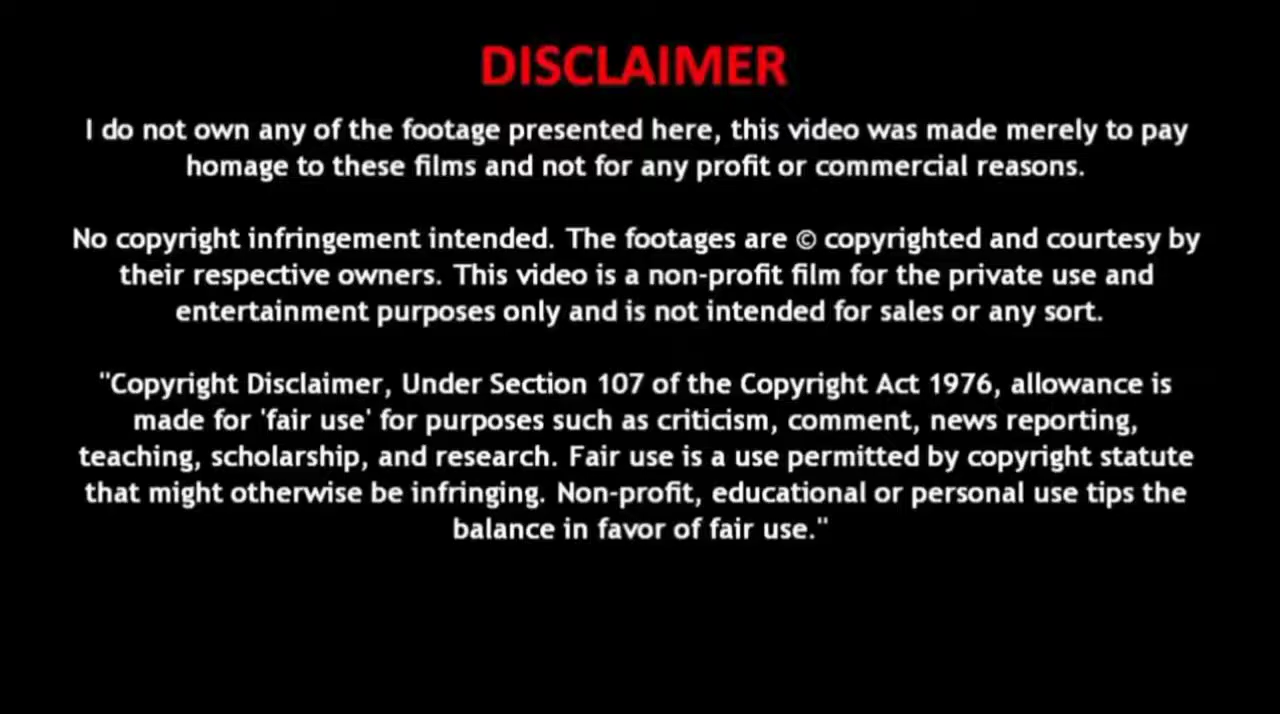 DISCLAIMER
I do not own any of the footage presented here, this video was made merely to pay
homage to these films and not for any profit or commercial reasons.
No copyright infringement intended. The footages are © copyrighted and courtesy by
their respective owners. This video is a non-profit film for the private use and
entertainment purposes only and is not intended for sales or any sort.
"Copyright Disclaimer, Under Section 107 of the Copyright Act 1976, allowance is
made for 'fair use' for purposes such as criticism, comment, news reporting,
teaching, scholarship, and research. Fair use is a use permitted by copyright statute
that might otherwise be infringing. Non-profit, educational or personal use tips the
balance in favor of fair use."